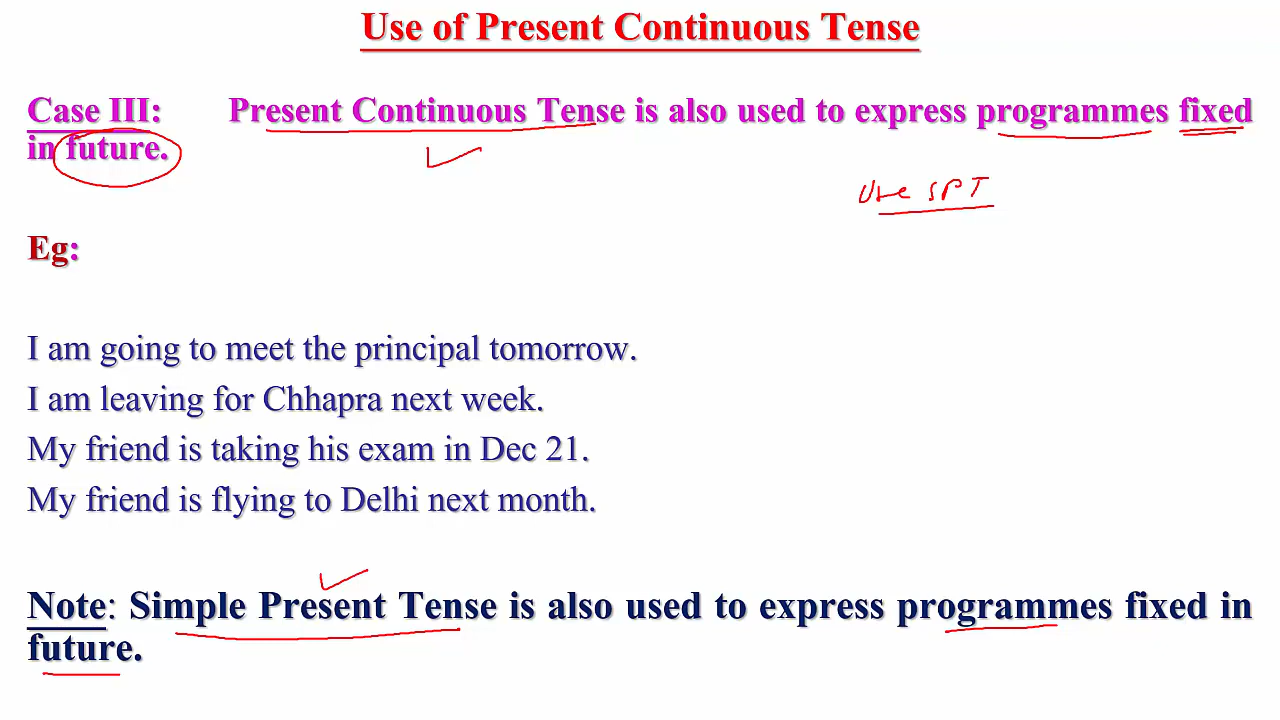 Use of Present Continuous Tense
Case III: Present Continuous Tense is also used to express programmes fixed
in future.
Use SPT
Eg:
I am going to meet the principal tomorrow.
I am leaving for Chhapra next week.
My friend is taking his exam in Dec 21.
My friend is flying to Delhi next month.
Note: Simple Present Tense is also used to express programmes fixed in
future.